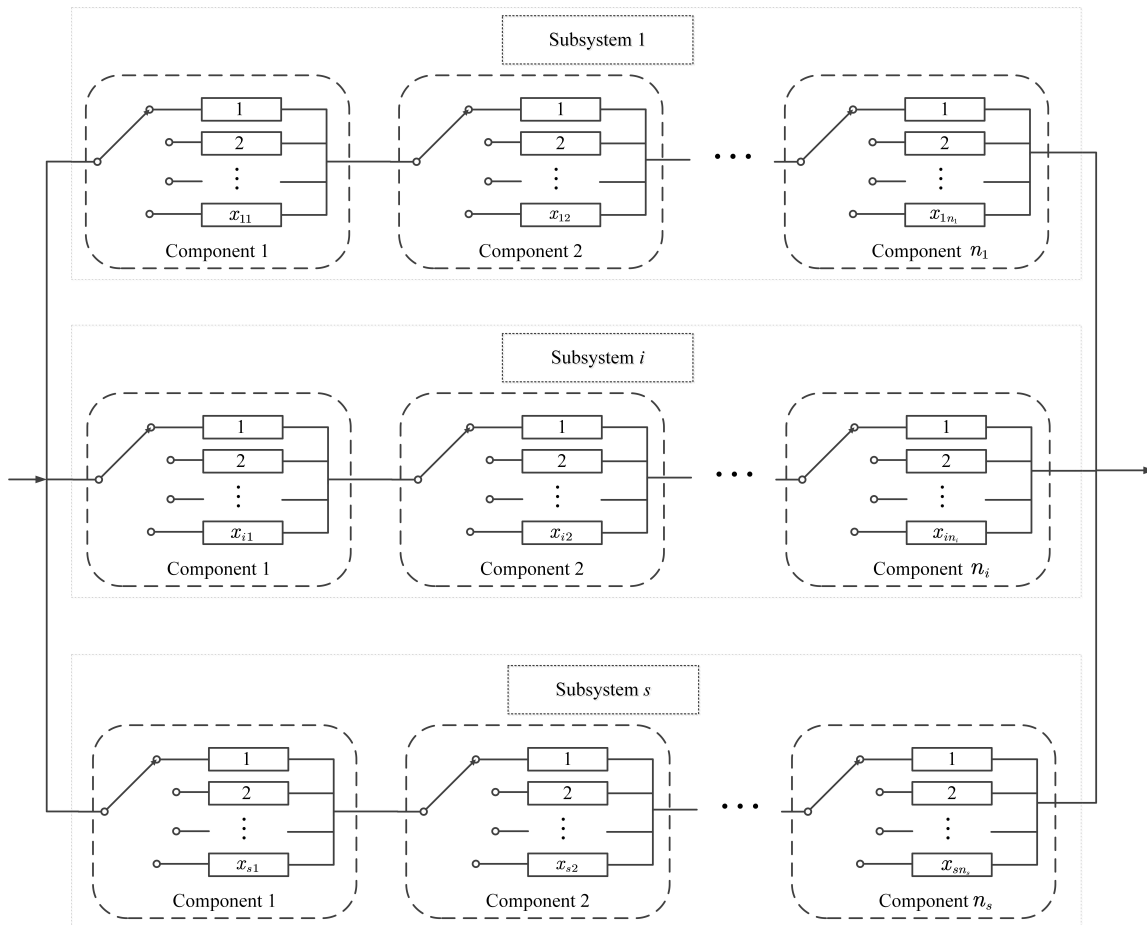 Subsystem 1
1 1 1
2 2 2
⋮ ⋮ … ⋮
x₁₁ x₁₂ x₁ₙ₁
Component 1 Component 2 Component n₁
Subsystem i
1 1 1
2 2 2
⋮ ⋮ … ⋮
xᵢ₁ xᵢ₂ xᵢₙᵢ
Component 1 Component 2 Component nᵢ
Subsystem s
1 1 1
2 2 2
⋮ ⋮ … ⋮
xₛ₁ xₛ₂ xₛₙₛ
Component 1 Component 2 Component nₛ